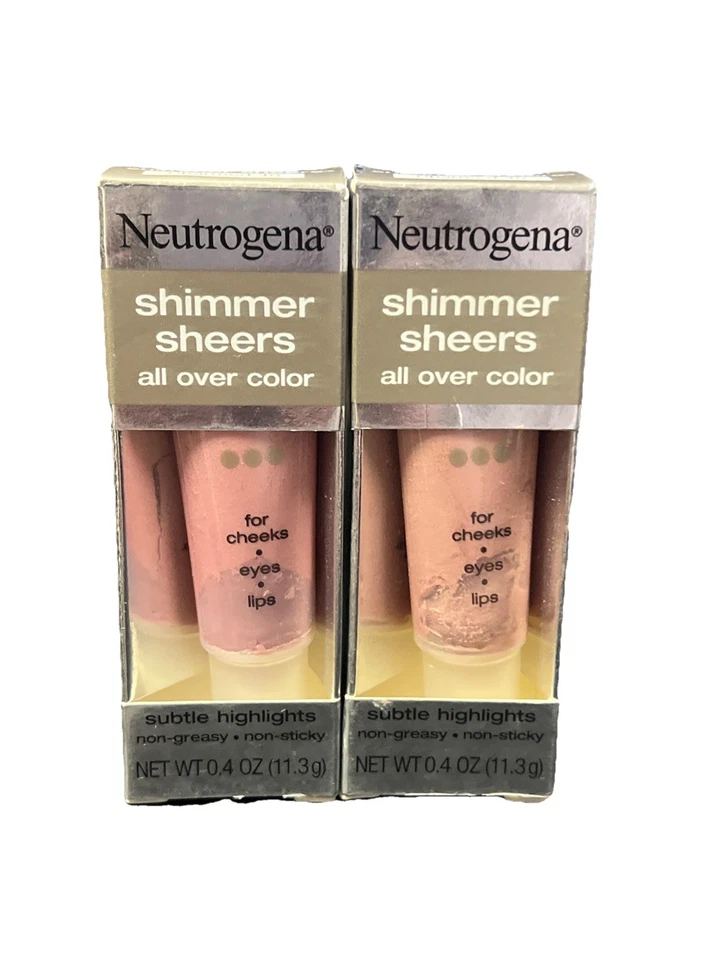 Neutrogena®
shimmer
sheers
all over color
for
cheeks
•
eyes
•
lips
subtle highlights
non-greasy • non-sticky
NET WT 0.4 OZ (11.3g)
Neutrogena®
shimmer
sheers
all over color
for
cheeks
•
eyes
•
lips
subtle highlights
non-greasy • non-sticky
NET WT 0.4 OZ (11.3g)